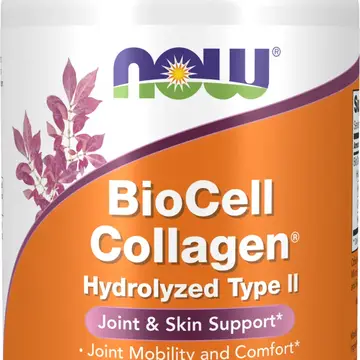 NOW®
BioCell
Collagen®
Hydrolyzed Type II
Joint & Skin Support*
• Joint Mobility and Comfort*